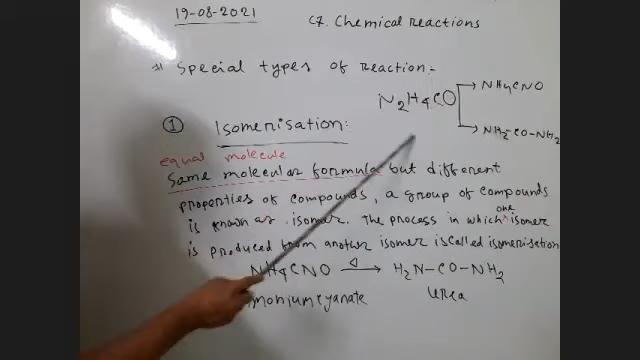 19-08-2021
C7. Chemical Reactions
* Special types of Reaction:-
N2H4CO → NH4CNO
→ NH2-CO-NH2
① Isomerisation:
equal molecule
Same molecular formula but different
properties of compounds, a group of compounds
is known as isomer. The process in which one isomer
is produced from another isomer is called isomerisation
NH4CNO △→ H2N-CO-NH2
moniumcyanate Urea